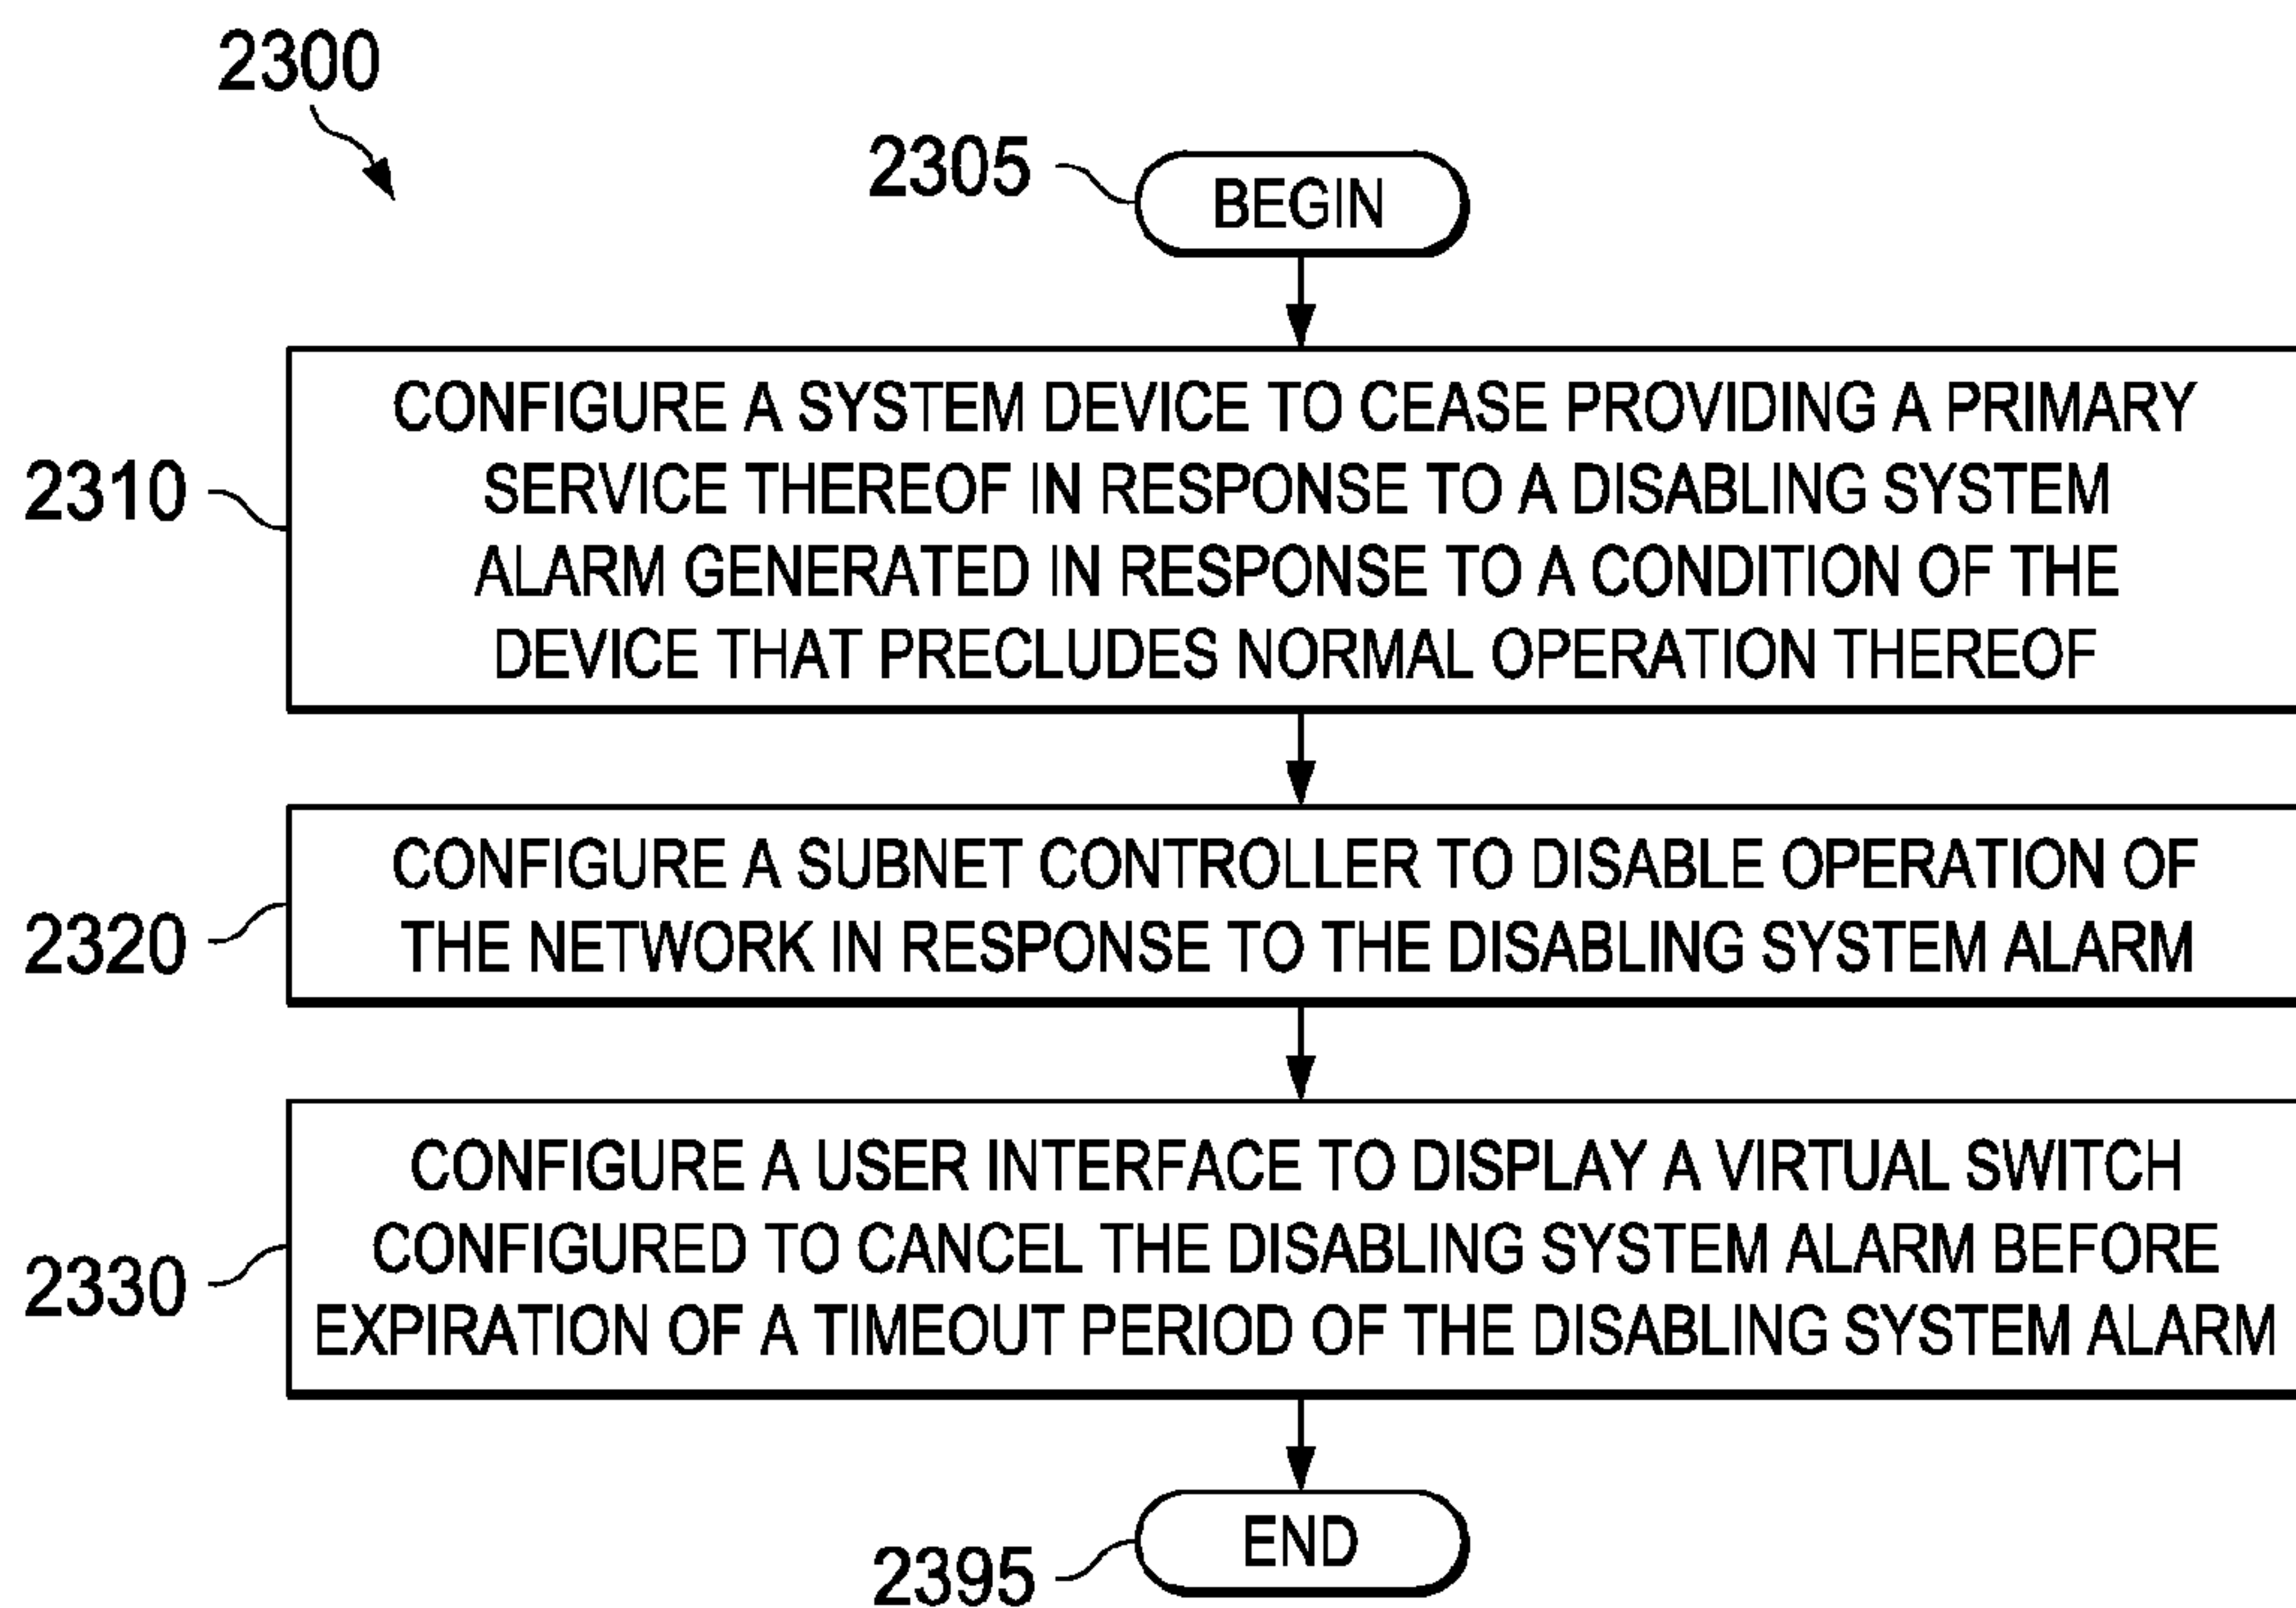 2300
2305
BEGIN
2310
CONFIGURE A SYSTEM DEVICE TO CEASE PROVIDING A PRIMARY
SERVICE THEREOF IN RESPONSE TO A DISABLING SYSTEM
ALARM GENERATED IN RESPONSE TO A CONDITION OF THE
DEVICE THAT PRECLUDES NORMAL OPERATION THEREOF
2320
CONFIGURE A SUBNET CONTROLLER TO DISABLE OPERATION OF
THE NETWORK IN RESPONSE TO THE DISABLING SYSTEM ALARM
2330
CONFIGURE A USER INTERFACE TO DISPLAY A VIRTUAL SWITCH
CONFIGURED TO CANCEL THE DISABLING SYSTEM ALARM BEFORE
EXPIRATION OF A TIMEOUT PERIOD OF THE DISABLING SYSTEM ALARM
END
2395